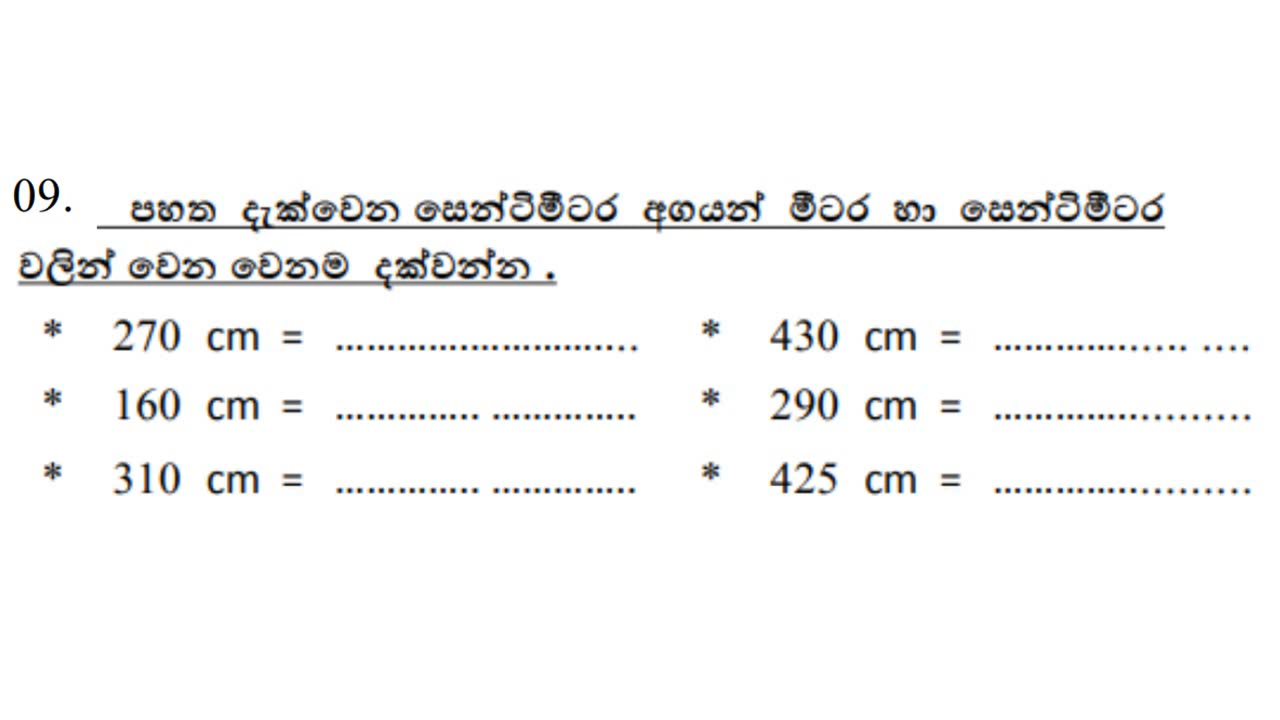 09. පහත දැක්වෙන සෙන්ටිමීටර අගයන් මීටර හා සෙන්ටිමීටර
වලින් වෙන වෙනම දක්වන්න .
* 270 cm = ................................. * 430 cm = ...................... ....
* 160 cm = .............. .............. * 290 cm = ..........................
* 310 cm = .............. .............. * 425 cm = ..........................